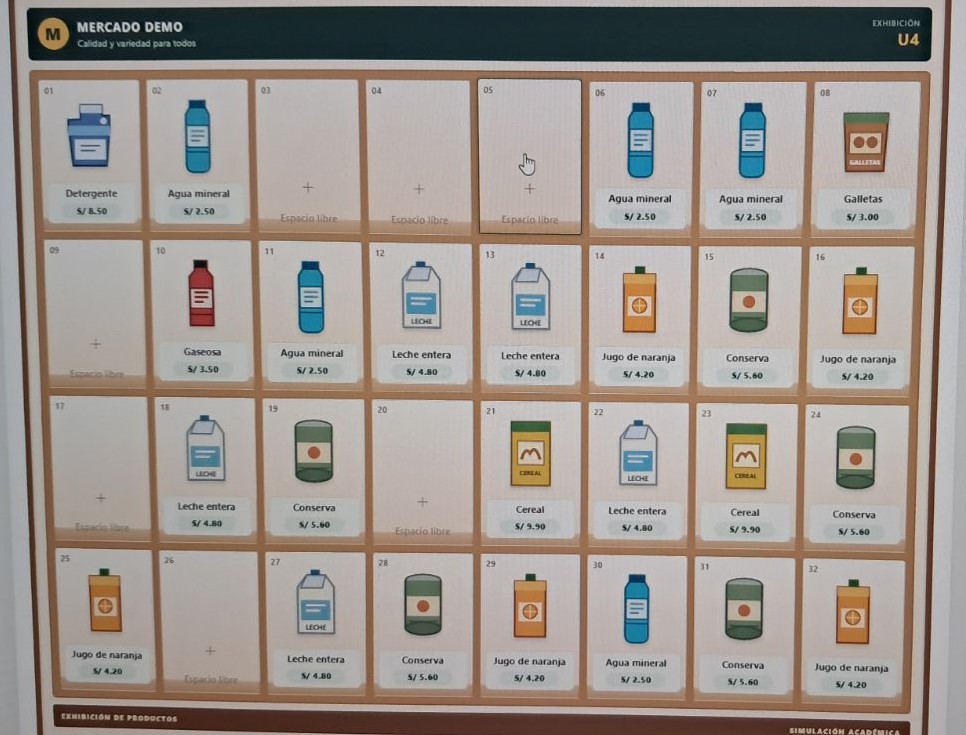 M
MERCADO DEMO
Calidad y variedad para todos
EXHIBICIÓN
U4
01
Detergente
S/ 8.50
02
Agua mineral
S/ 2.50
03
+
Espacio libre
04
+
Espacio libre
05
+
Espacio libre
06
Agua mineral
S/ 2.50
07
Agua mineral
S/ 2.50
08
GALLETAS
Galletas
S/ 3.00
09
+
Espacio libre
10
Gaseosa
S/ 3.50
11
Agua mineral
S/ 2.50
12
LECHE
Leche entera
S/ 4.80
13
LECHE
Leche entera
S/ 4.80
14
Jugo de naranja
S/ 4.20
15
Conserva
S/ 5.60
16
Jugo de naranja
S/ 4.20
17
+
Espacio libre
18
LECHE
Leche entera
S/ 4.80
19
Conserva
S/ 5.60
20
+
Espacio libre
21
CEREAL
Cereal
S/ 9.90
22
LECHE
Leche entera
S/ 4.80
23
CEREAL
Cereal
S/ 9.90
24
Conserva
S/ 5.60
25
Jugo de naranja
S/ 4.20
26
+
Espacio libre
27
LECHE
Leche entera
S/ 4.80
28
Conserva
S/ 5.60
29
Jugo de naranja
S/ 4.20
30
Agua mineral
S/ 2.50
31
Conserva
S/ 5.60
32
Jugo de naranja
S/ 4.20
EXHIBICIÓN DE PRODUCTOS
SIMULACIÓN ACADÉMICA